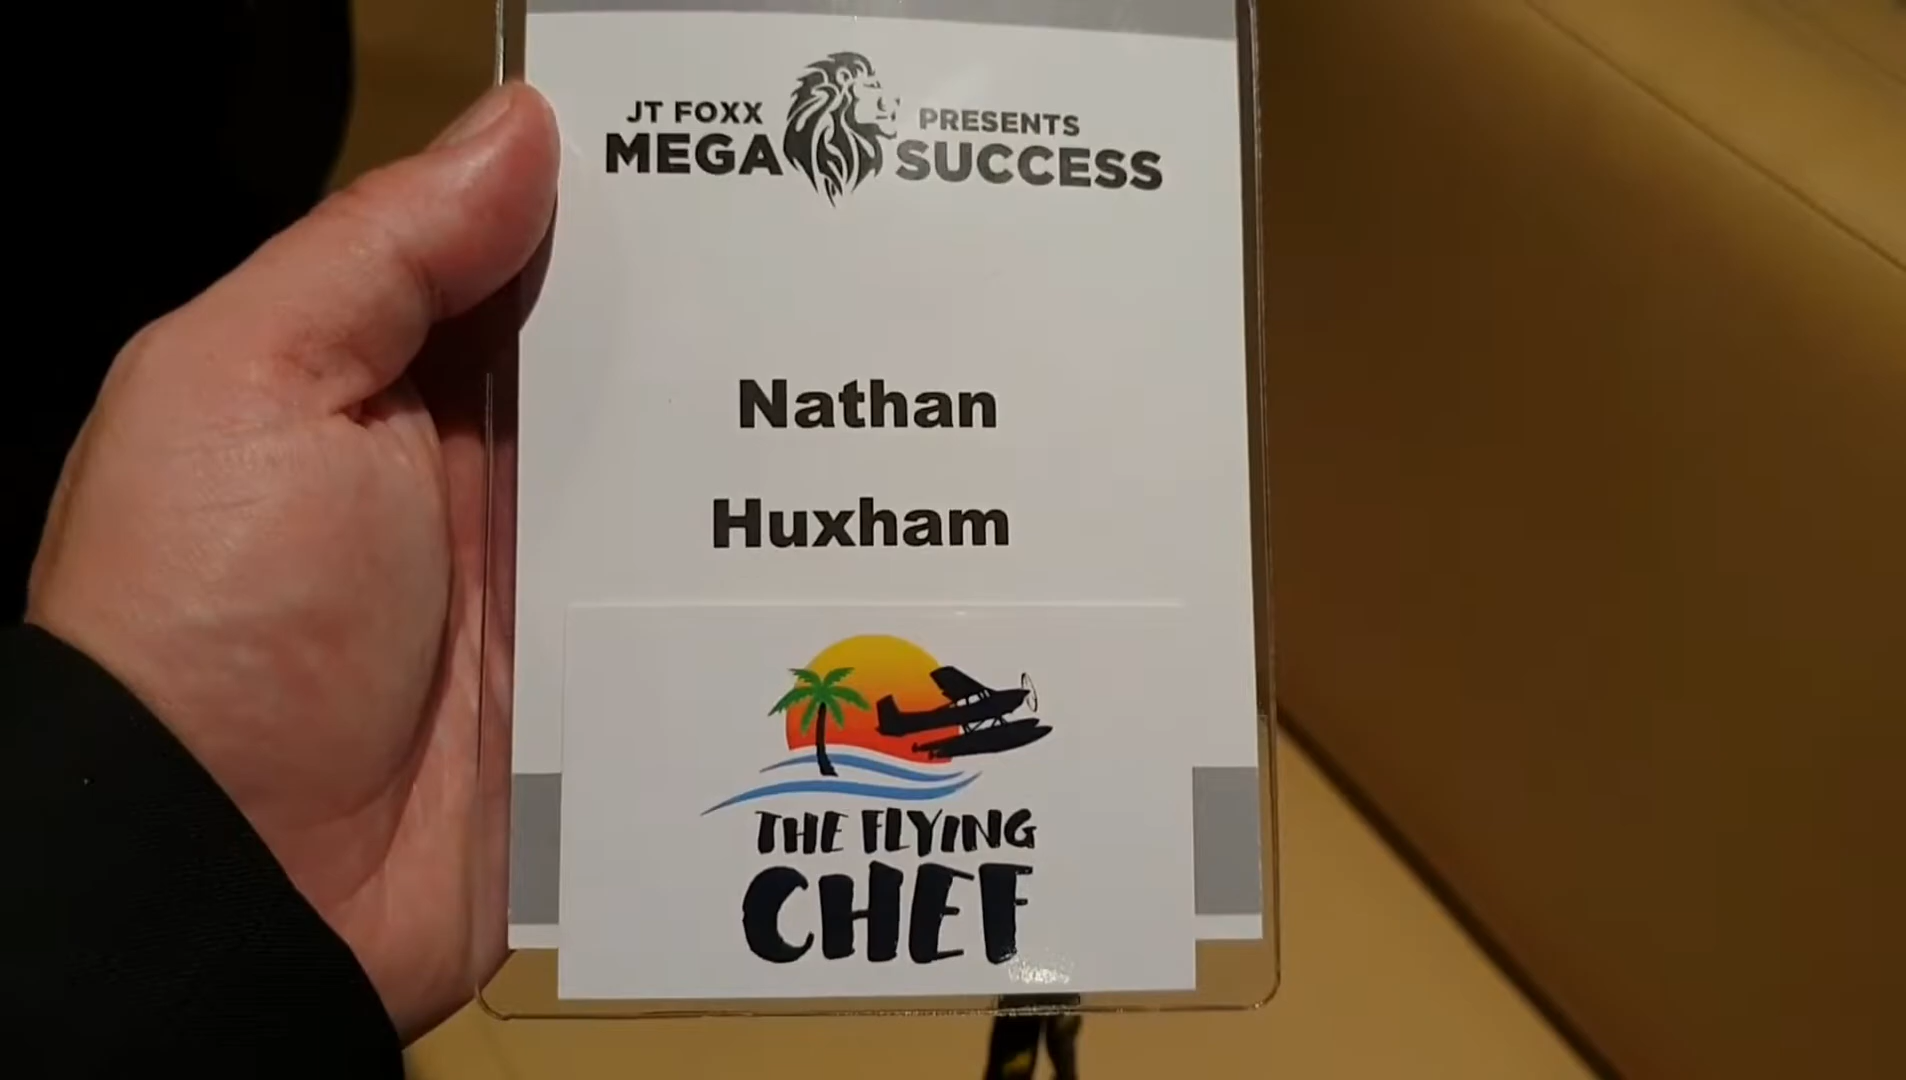 JT FOXX PRESENTS
MEGA SUCCESS
Nathan
Huxham
THE FLYING
CHEF